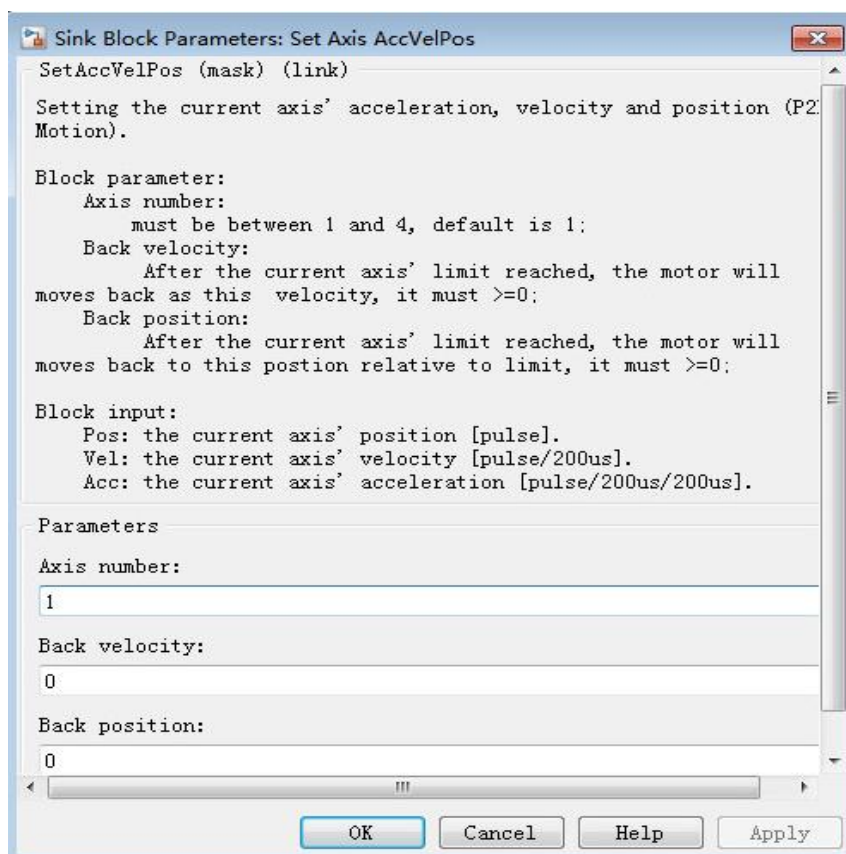 Sink Block Parameters: Set Axis AccVelPos
SetAccVelPos (mask) (link)
Setting the current axis' acceleration, velocity and position (P2
Motion).
Block parameter:
Axis number:
must be between 1 and 4, default is 1;
Back velocity:
After the current axis' limit reached, the motor will
moves back as this velocity, it must >=0;
Back position:
After the current axis' limit reached, the motor will
moves back to this postion relative to limit, it must >=0;
Block input:
Pos: the current axis' position [pulse].
Vel: the current axis' velocity [pulse/200us].
Acc: the current axis' acceleration [pulse/200us/200us].
Parameters
Axis number:
1
Back velocity:
0
Back position:
0
OK Cancel Help Apply